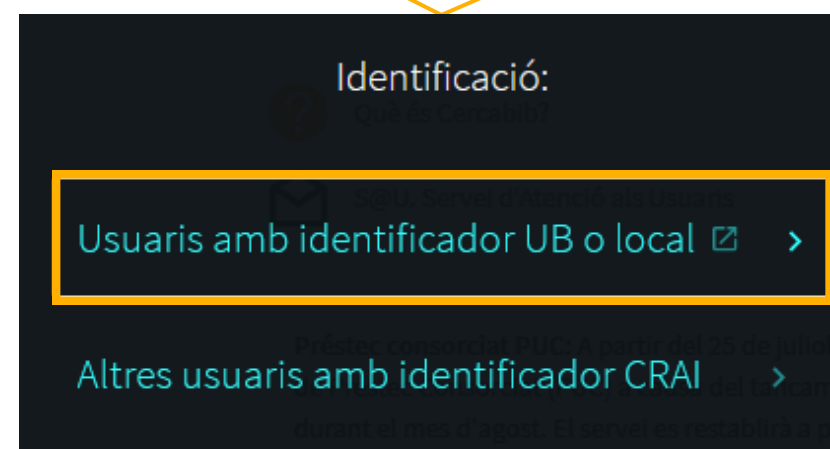 Identificació:
Què és Cercabib?
S@U. Servei d'Atenció als Usuaris
Usuaris amb identificador UB o local
Préstec consorciat PUC: A partir del 25 de juliol
Altres usuaris amb identificador CRAI
durant el mes d'agost. El servei es restablirà a p